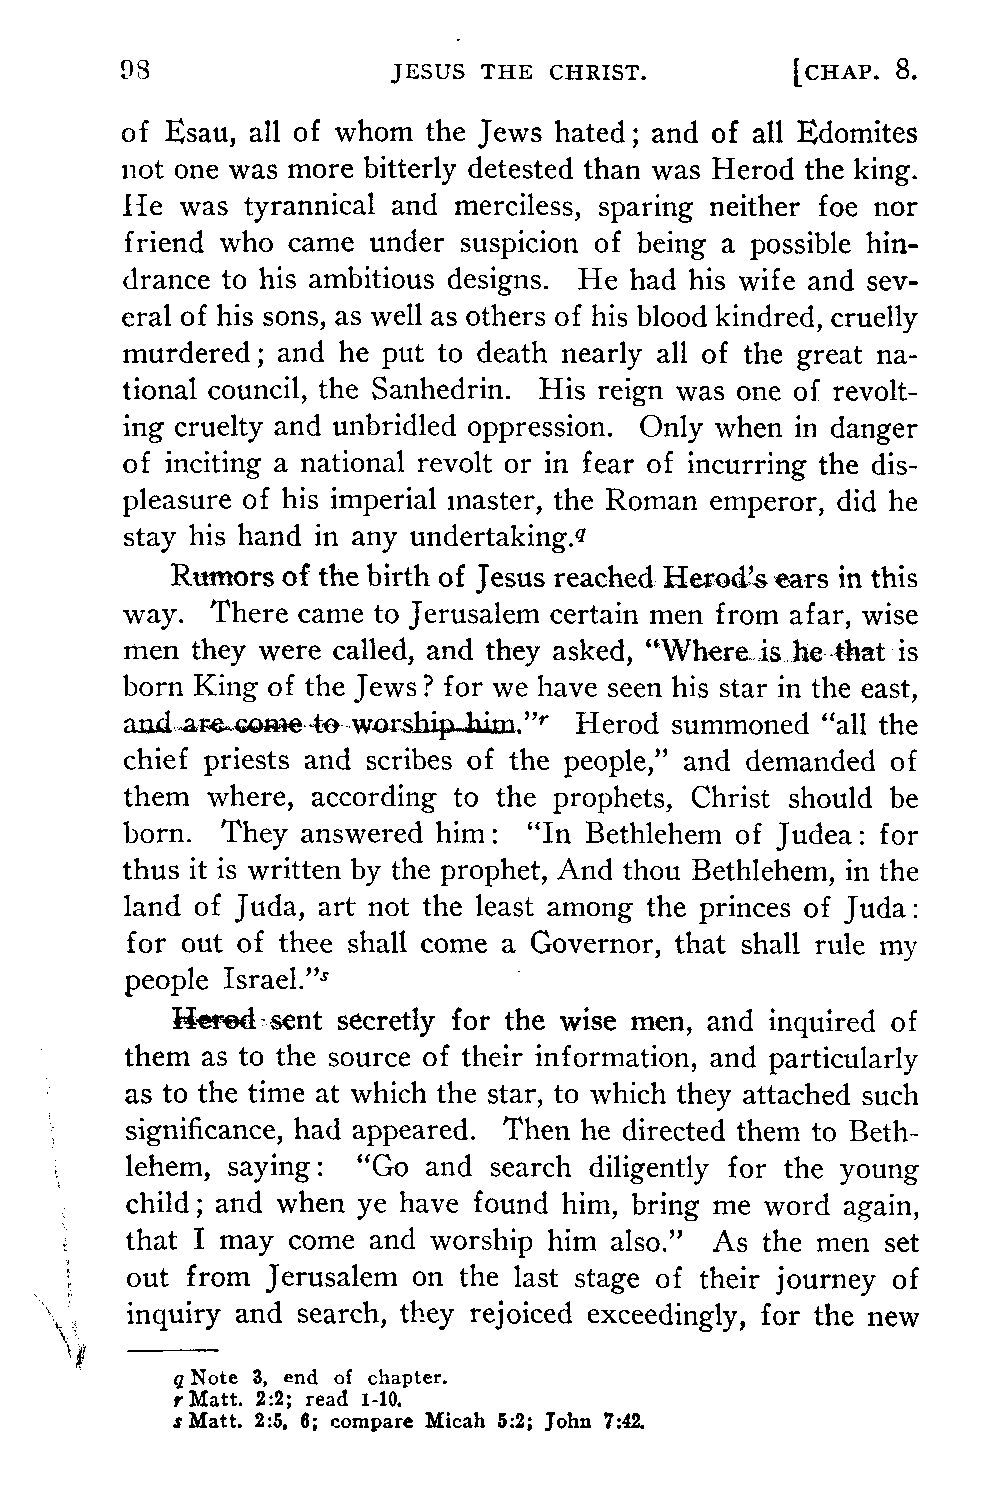 98 JESUS THE CHRIST. [CHAP. 8.
of Esau, all of whom the Jews hated; and of all Edomites
not one was more bitterly detested than was Herod the king.
He was tyrannical and merciless, sparing neither foe nor
friend who came under suspicion of being a possible hin-
drance to his ambitious designs. He had his wife and sev-
eral of his sons, as well as others of his blood kindred, cruelly
murdered; and he put to death nearly all of the great na-
tional council, the Sanhedrin. His reign was one of revolt-
ing cruelty and unbridled oppression. Only when in danger
of inciting a national revolt or in fear of incurring the dis-
pleasure of his imperial master, the Roman emperor, did he
stay his hand in any undertaking.q
Rumors of the birth of Jesus reached Herod's ears in this
way. There came to Jerusalem certain men from afar, wise
men they were called, and they asked, "Where is he that is
born King of the Jews? for we have seen his star in the east,
and are come to worship him."r Herod summoned "all the
chief priests and scribes of the people," and demanded of
them where, according to the prophets, Christ should be
born. They answered him: "In Bethlehem of Judea: for
thus it is written by the prophet, And thou Bethlehem, in the
land of Juda, art not the least among the princes of Juda:
for out of thee shall come a Governor, that shall rule my
people Israel."s
Herod sent secretly for the wise men, and inquired of
them as to the source of their information, and particularly
as to the time at which the star, to which they attached such
significance, had appeared. Then he directed them to Beth-
lehem, saying: "Go and search diligently for the young
child; and when ye have found him, bring me word again,
that I may come and worship him also." As the men set
out from Jerusalem on the last stage of their journey of
inquiry and search, they rejoiced exceedingly, for the new
q Note 3, end of chapter.
r Matt. 2:2; read 1-10.
s Matt. 2:5, 6; compare Micah 5:2; John 7:42.